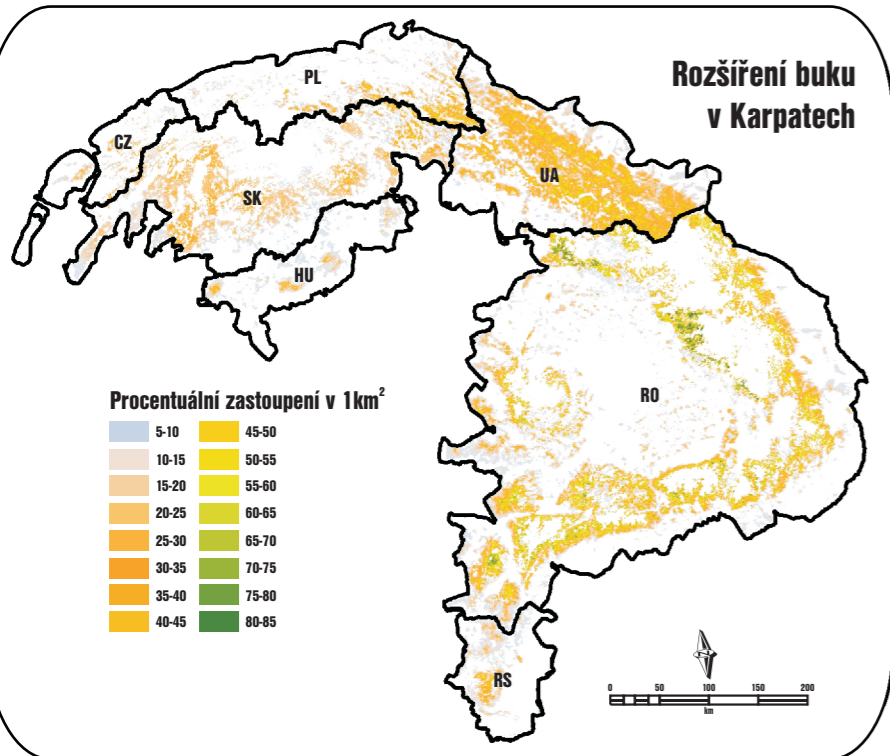 Rozšíření buku
v Karpatech
PL
CZ
SK
UA
HU
RO
RS
Procentuální zastoupení v 1km²
5-10 45-50
10-15 50-55
15-20 55-60
20-25 60-65
25-30 65-70
30-35 70-75
35-40 75-80
40-45 80-85
0 50 100 150 200
km